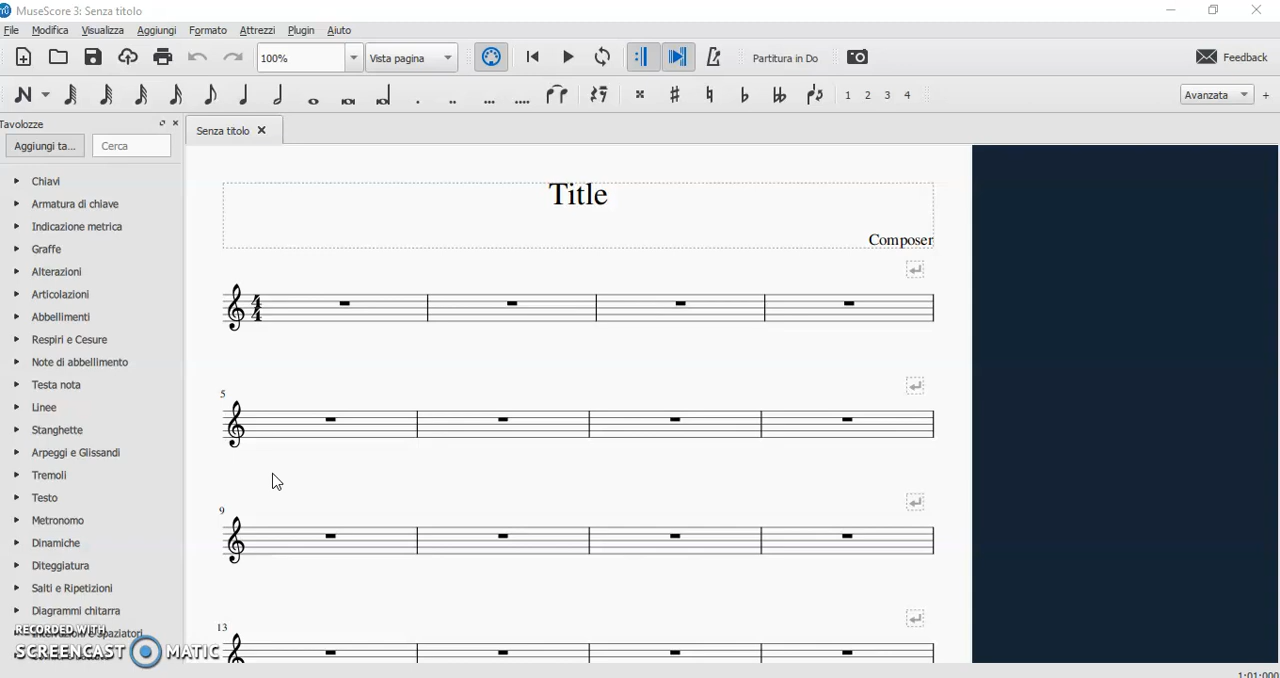 MuseScore 3: Senza titolo
File Modifica Visualizza Aggiungi Formato Attrezzi Plugin Aiuto
100% Vista pagina Partitura in Do Feedback
1 2 3 4 Avanzata +
Tavolozze
Aggiungi ta... Cerca
Senza titolo
Chiavi
Armatura di chiave
Indicazione metrica
Graffe
Alterazioni
Articolazioni
Abbellimenti
Respiri e Cesure
Note di abbellimento
Testa nota
Linee
Stanghette
Arpeggi e Glissandi
Tremoli
Testo
Metronomo
Dinamiche
Diteggiatura
Salti e Ripetizioni
Diagrammi chitarra
Title
Composer
4
4
5
9
13
RECORDED WITH
SCREENCAST MATIC
1:01:000